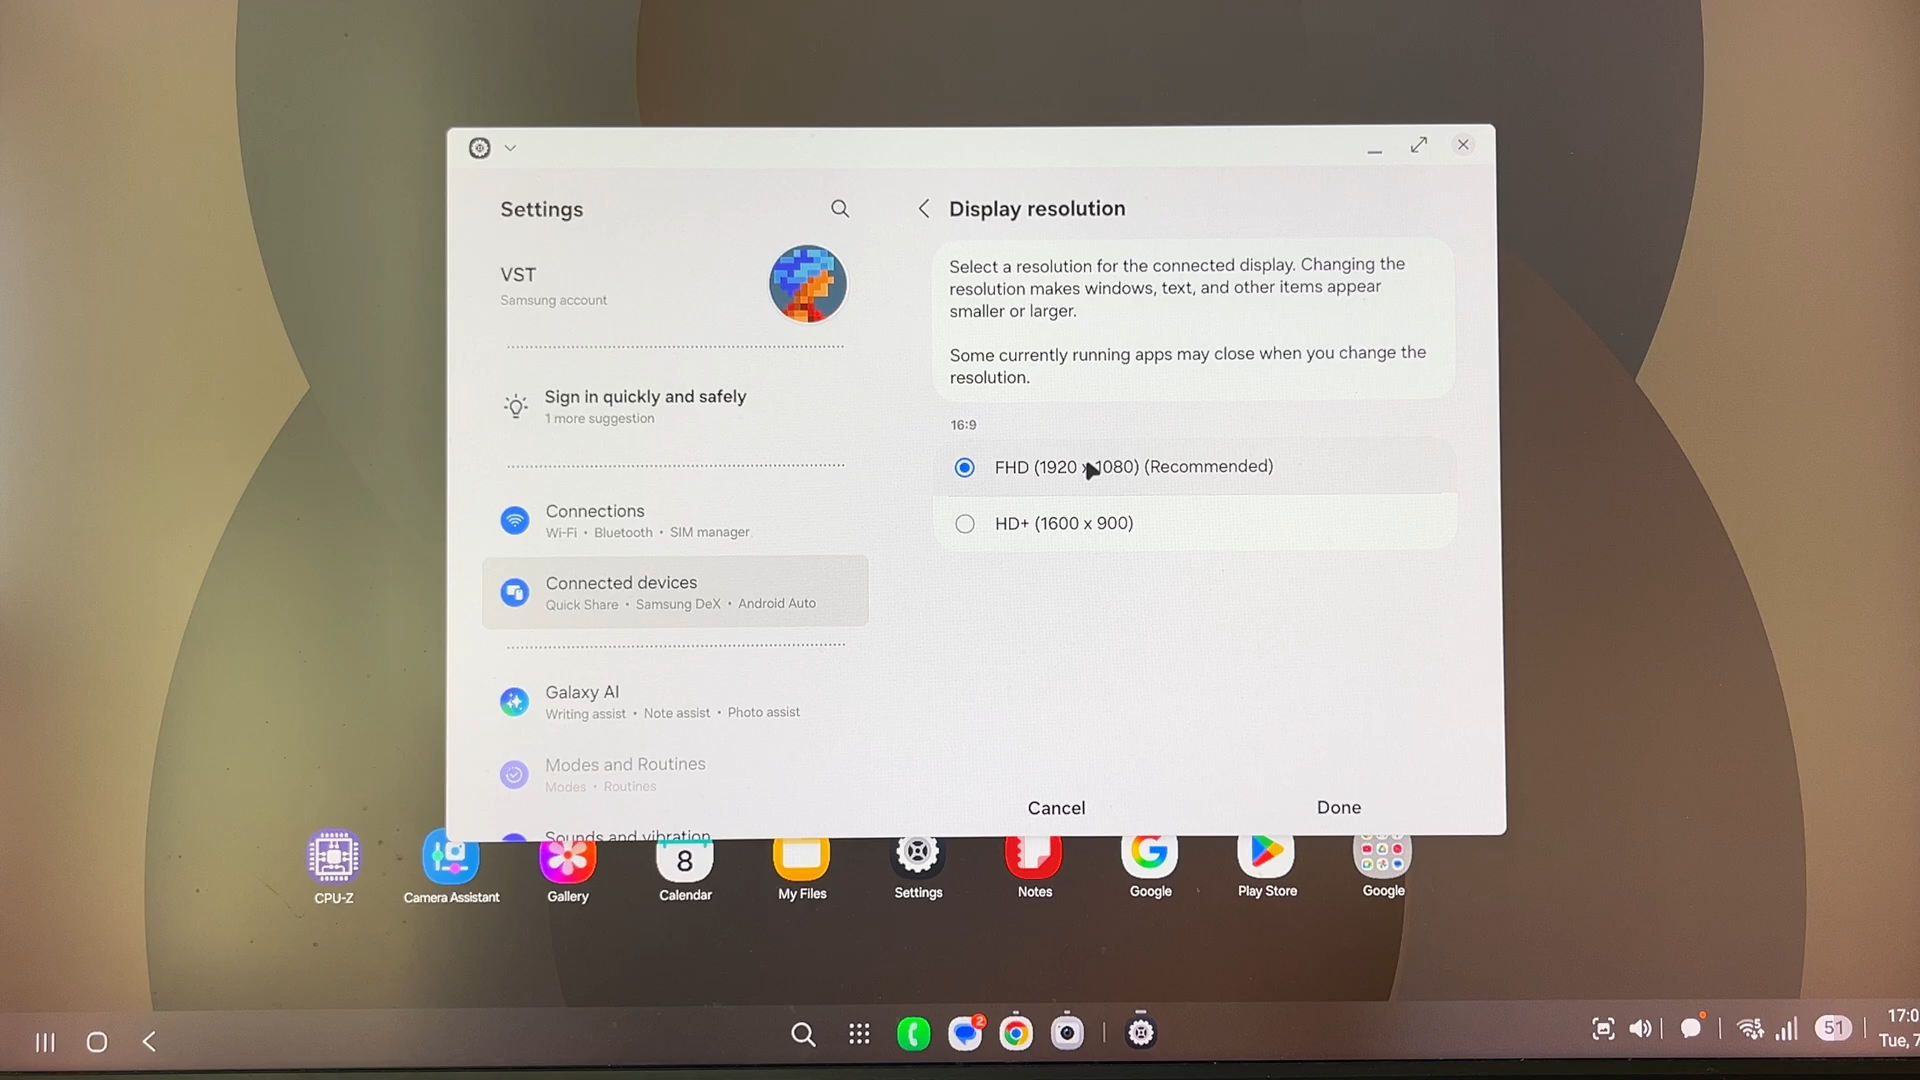 Settings
VST
Samsung account
Sign in quickly and safely
1 more suggestion
Connections
Wi-Fi • Bluetooth • SIM manager
Connected devices
Quick Share • Samsung DeX • Android Auto
Galaxy AI
Writing assist • Note assist • Photo assist
Modes and Routines
Modes • Routines
Sounds and vibration
Display resolution
Select a resolution for the connected display. Changing the
resolution makes windows, text, and other items appear
smaller or larger.
Some currently running apps may close when you change the
resolution.
16:9
FHD (1920 x 1080) (Recommended)
HD+ (1600 x 900)
Cancel
Done
8
CPU-Z
Camera Assistant
Gallery
Calendar
My Files
Settings
Notes
Google
Play Store
Google
2
51
17:0
Tue, 7